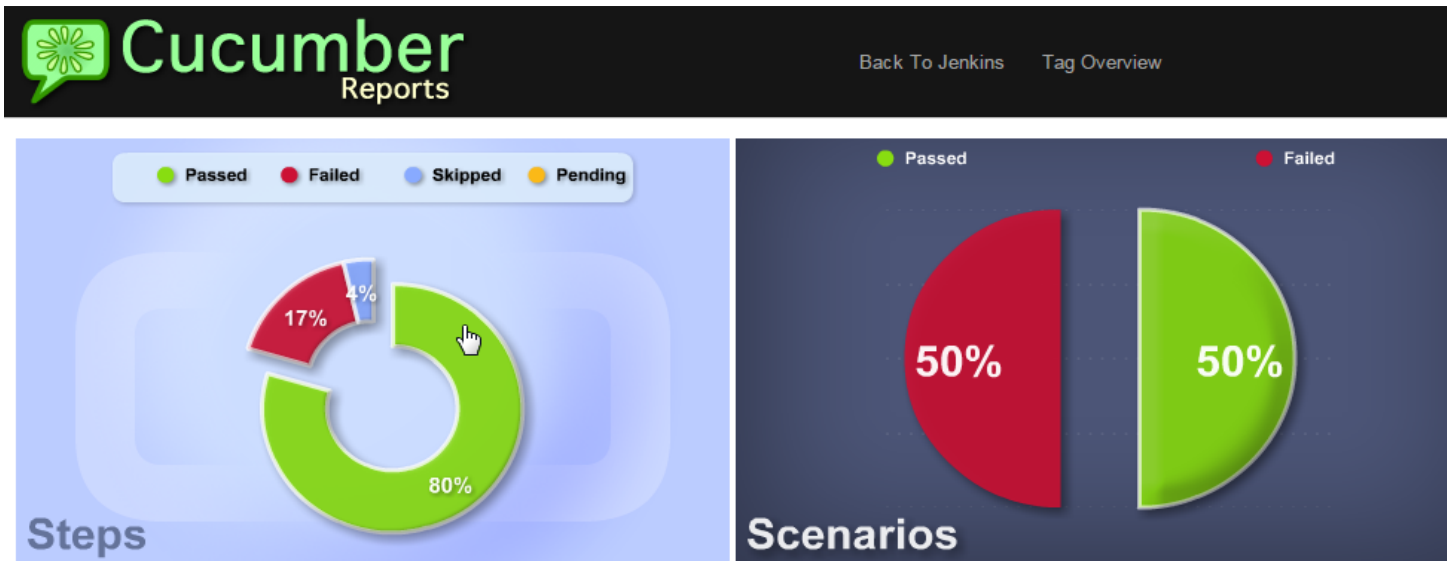 Cucumber
Reports
Back To Jenkins Tag Overview
Passed Failed Skipped Pending
4%
17%
80%
Steps
Passed Failed
50% 50%
Scenarios